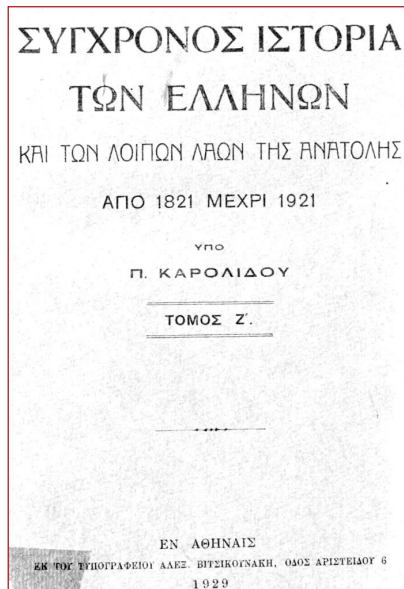 ΣΥΓΧΡΟΝΟΣ ΙΣΤΟΡΙΑ
ΤΩΝ ΕΛΛΗΝΩΝ
ΚΑΙ ΤΩΝ ΛΟΙΠΩΝ ΛΑΩΝ ΤΗΣ ΑΝΑΤΟΛΗΣ
ΑΠΟ 1821 ΜΕΧΡΙ 1921
ΥΠΟ
Π. ΚΑΡΟΛΙΔΟΥ
ΤΟΜΟΣ Ζ΄.
ΕΝ ΑΘΗΝΑΙΣ
ΕΚ ΤΟΥ ΤΥΠΟΓΡΑΦΕΙΟΥ ΑΛΕΞ. ΒΙΤΣΙΚΟΥΝΑΚΗ, ΟΔΟΣ ΑΡΙΣΤΕΙΔΟΥ 6
1929